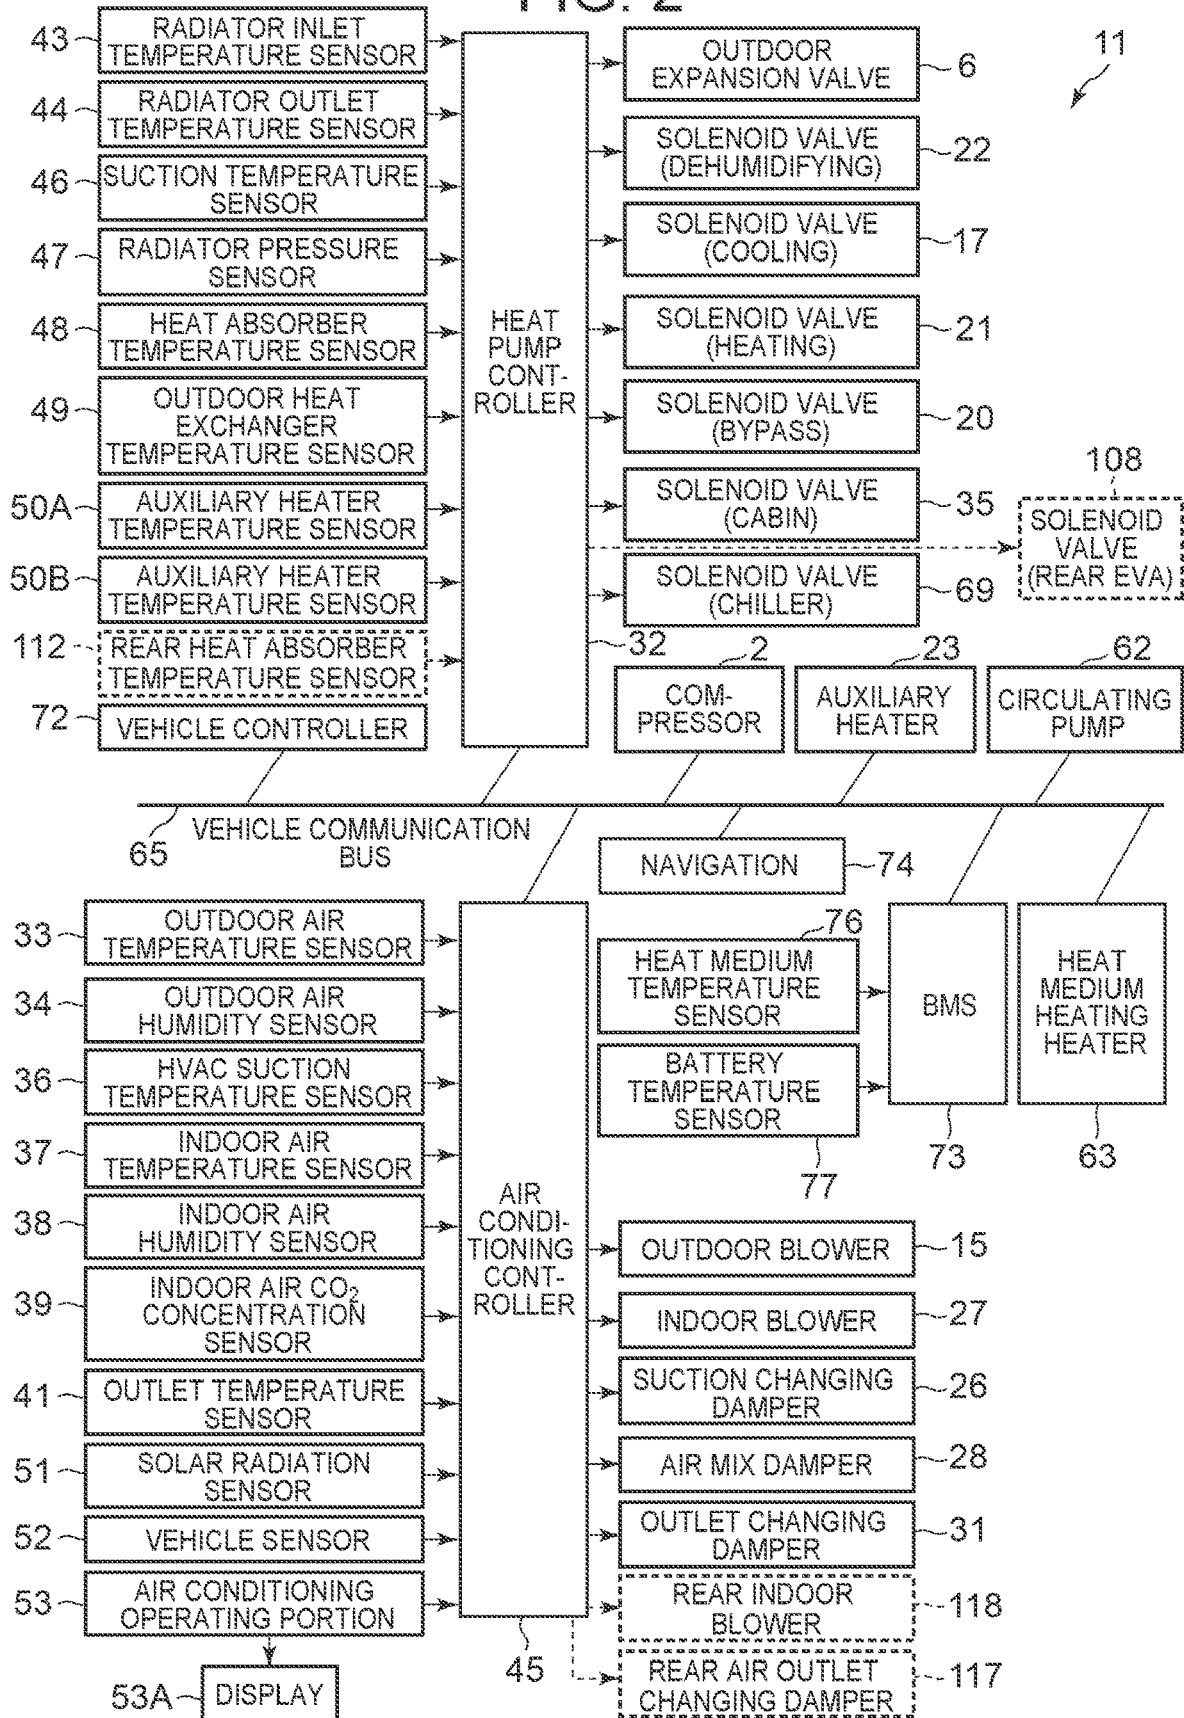 FIG. 2
11
43
RADIATOR INLET
TEMPERATURE SENSOR
44
RADIATOR OUTLET
TEMPERATURE SENSOR
46
SUCTION TEMPERATURE
SENSOR
47
RADIATOR PRESSURE
SENSOR
48
HEAT ABSORBER
TEMPERATURE SENSOR
49
OUTDOOR HEAT
EXCHANGER
TEMPERATURE SENSOR
50A
AUXILIARY HEATER
TEMPERATURE SENSOR
50B
AUXILIARY HEATER
TEMPERATURE SENSOR
112
REAR HEAT ABSORBER
TEMPERATURE SENSOR
72
VEHICLE CONTROLLER
HEAT
PUMP
CONT-
ROLLER
32
OUTDOOR
EXPANSION VALVE
6
SOLENOID VALVE
(DEHUMIDIFYING)
22
SOLENOID VALVE
(COOLING)
17
SOLENOID VALVE
(HEATING)
21
SOLENOID VALVE
(BYPASS)
20
SOLENOID VALVE
(CABIN)
35
108
SOLENOID
VALVE
(REAR EVA)
SOLENOID VALVE
(CHILLER)
69
2
COM-
PRESSOR
23
AUXILIARY
HEATER
62
CIRCULATING
PUMP
65
VEHICLE COMMUNICATION
BUS
NAVIGATION
74
33
OUTDOOR AIR
TEMPERATURE SENSOR
34
OUTDOOR AIR
HUMIDITY SENSOR
36
HVAC SUCTION
TEMPERATURE SENSOR
37
INDOOR AIR
TEMPERATURE SENSOR
38
INDOOR AIR
HUMIDITY SENSOR
39
INDOOR AIR CO2
CONCENTRATION
SENSOR
41
OUTLET TEMPERATURE
SENSOR
51
SOLAR RADIATION
SENSOR
52
VEHICLE SENSOR
53
AIR CONDITIONING
OPERATING PORTION
53A
DISPLAY
AIR
CONDI-
TIONING
CONT-
ROLLER
45
76
HEAT MEDIUM
TEMPERATURE
SENSOR
BATTERY
TEMPERATURE
SENSOR
77
BMS
73
HEAT
MEDIUM
HEATING
HEATER
63
OUTDOOR BLOWER
15
INDOOR BLOWER
27
SUCTION CHANGING
DAMPER
26
AIR MIX DAMPER
28
OUTLET CHANGING
DAMPER
31
REAR INDOOR
BLOWER
118
REAR AIR OUTLET
CHANGING DAMPER
117